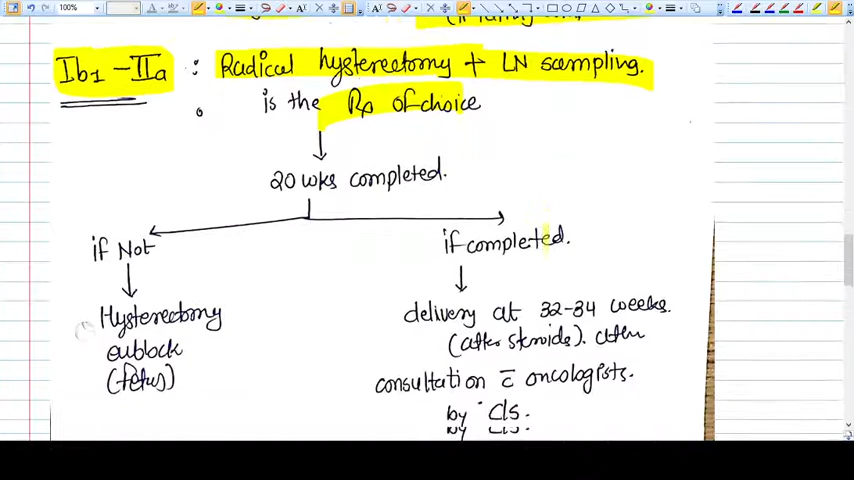 Ib1 - IIa : Radical hysterectomy + LN sampling.
is the Rx of choice
20 wks completed.
if Not
if completed.
Hysterectomy
enblock
(fetus)
delivery at 32-34 weeks.
(after steroids). after
consultation c̄ oncologists.
by C/S.